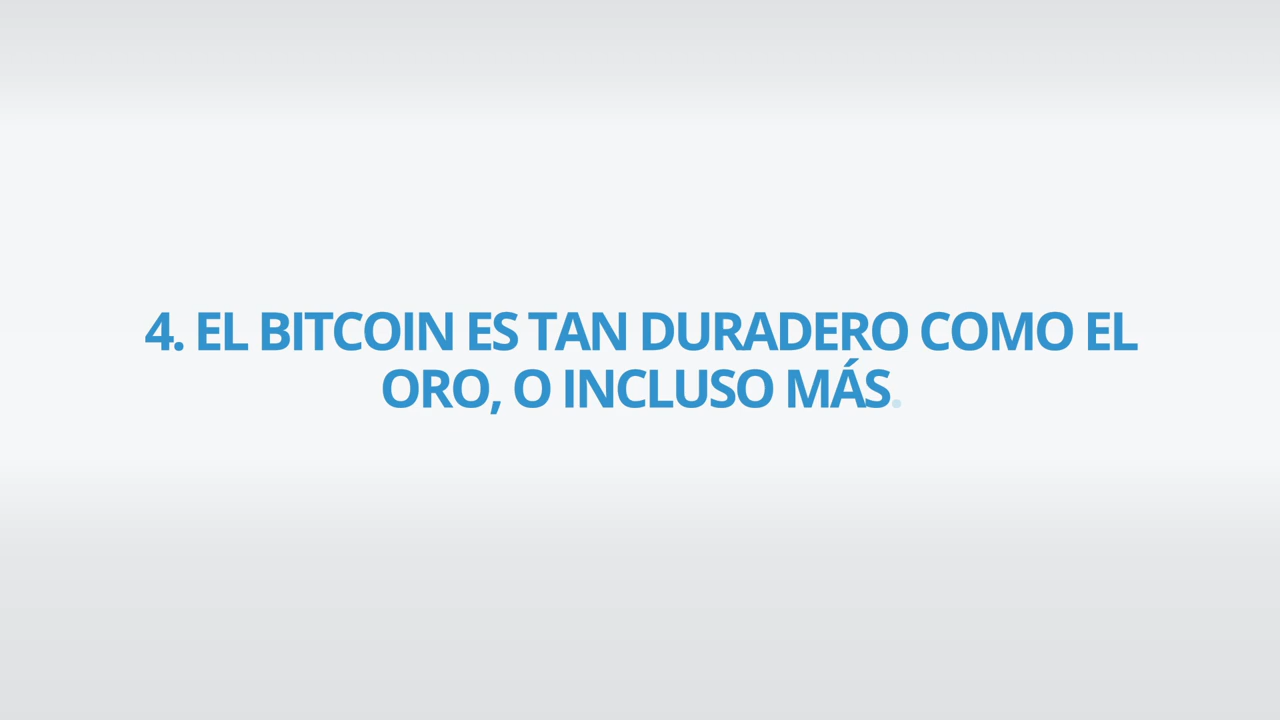 4. EL BITCOIN ES TAN DURADERO COMO EL
ORO, O INCLUSO MÁS.